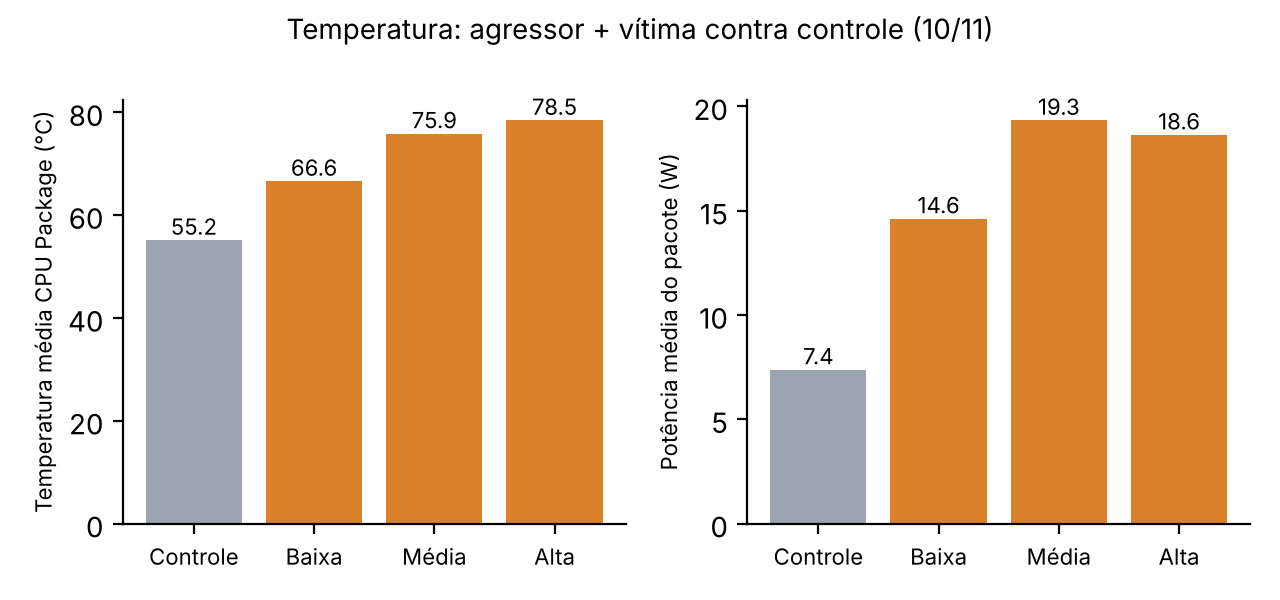 Temperatura: agressor + vítima contra controle (10/11)
Temperatura média CPU Package (°C)
80
60
40
20
0
55.2
66.6
75.9
78.5
Controle
Baixa
Média
Alta
Potência média do pacote (W)
20
15
10
5
0
7.4
14.6
19.3
18.6
Controle
Baixa
Média
Alta